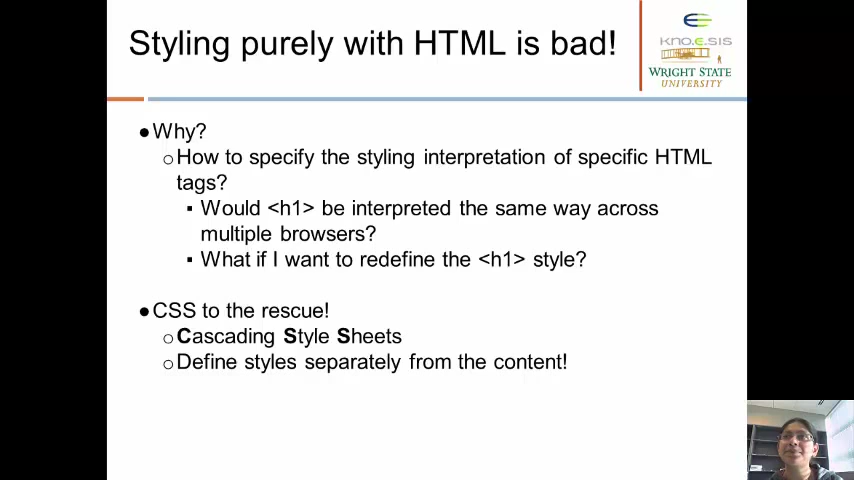 Styling purely with HTML is bad!
KNO.E.SIS
WRIGHT STATE
UNIVERSITY
●Why?
○How to specify the styling interpretation of specific HTML
tags?
▪ Would <h1> be interpreted the same way across
multiple browsers?
▪ What if I want to redefine the <h1> style?
●CSS to the rescue!
○Cascading Style Sheets
○Define styles separately from the content!